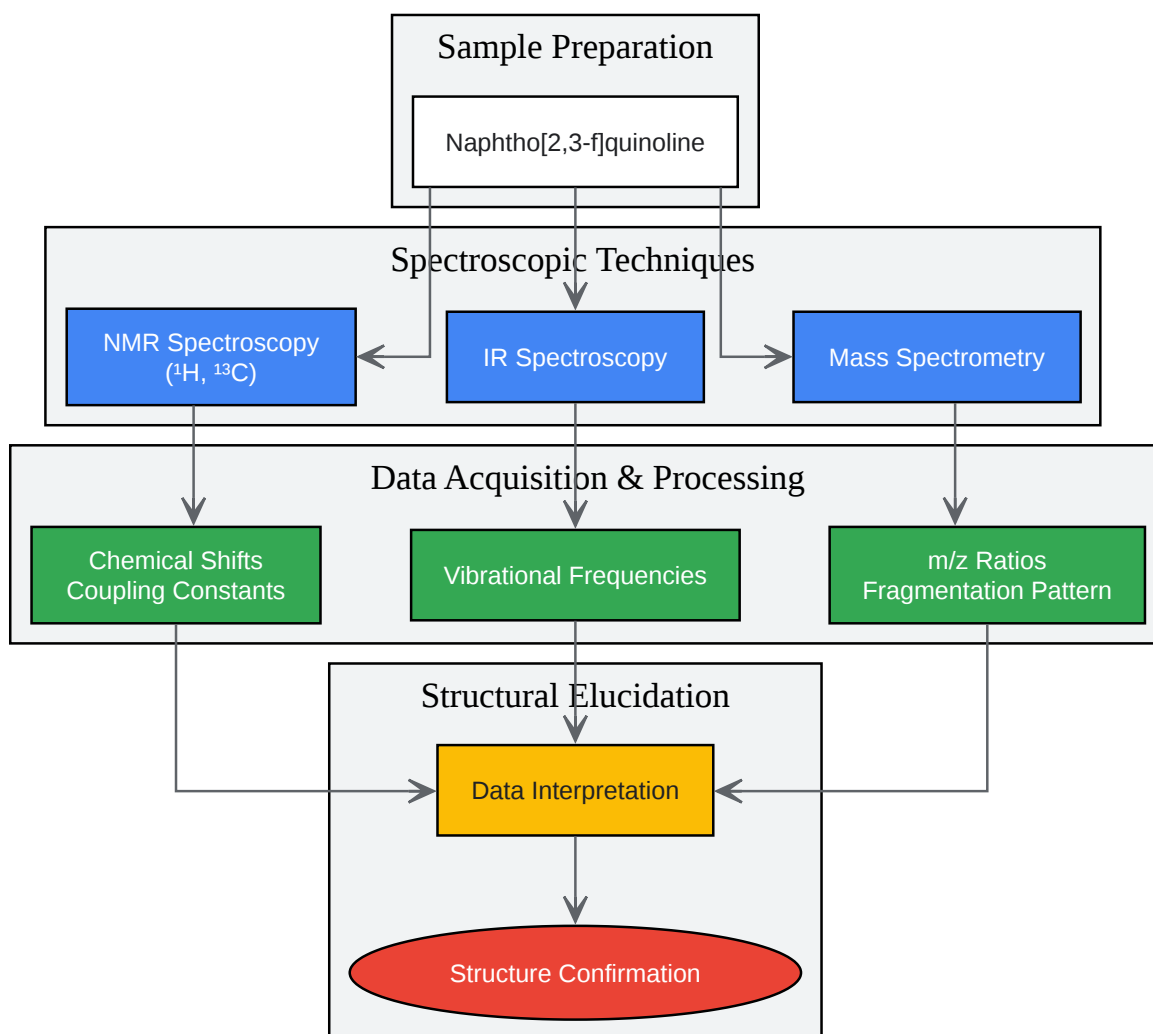 Sample Preparation
Naphtho[2,3-f]quinoline
Spectroscopic Techniques
NMR Spectroscopy
(¹H, ¹³C)
IR Spectroscopy
Mass Spectrometry
Data Acquisition & Processing
Chemical Shifts
Coupling Constants
Vibrational Frequencies
m/z Ratios
Fragmentation Pattern
Structural Elucidation
Data Interpretation
Structure Confirmation